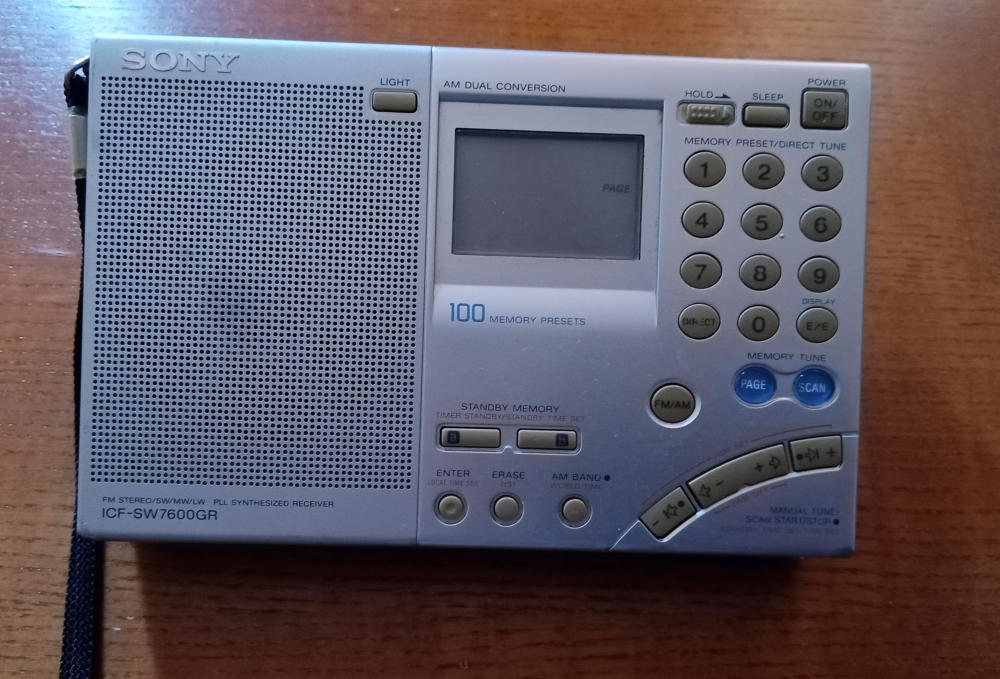 SONY
LIGHT
AM DUAL CONVERSION
HOLD
SLEEP
POWER
ON/
OFF
MEMORY PRESET/DIRECT TUNE
1 2 3
4 5 6
7 8 9
DISPLAY
DIRECT 0 EXE
PAGE
100 MEMORY PRESETS
MEMORY TUNE
PAGE SCAN
FM/AM
STANDBY MEMORY
TIMER STANDBY/STANDBY TIME SET
a b
ENTER ERASE AM BAND
LOCAL TIME SET WORLD TIME
- - + +
MANUAL TUNE:
SCAN START/STOP
FM STEREO/SW/MW/LW PLL SYNTHESIZED RECEIVER
ICF-SW7600GR